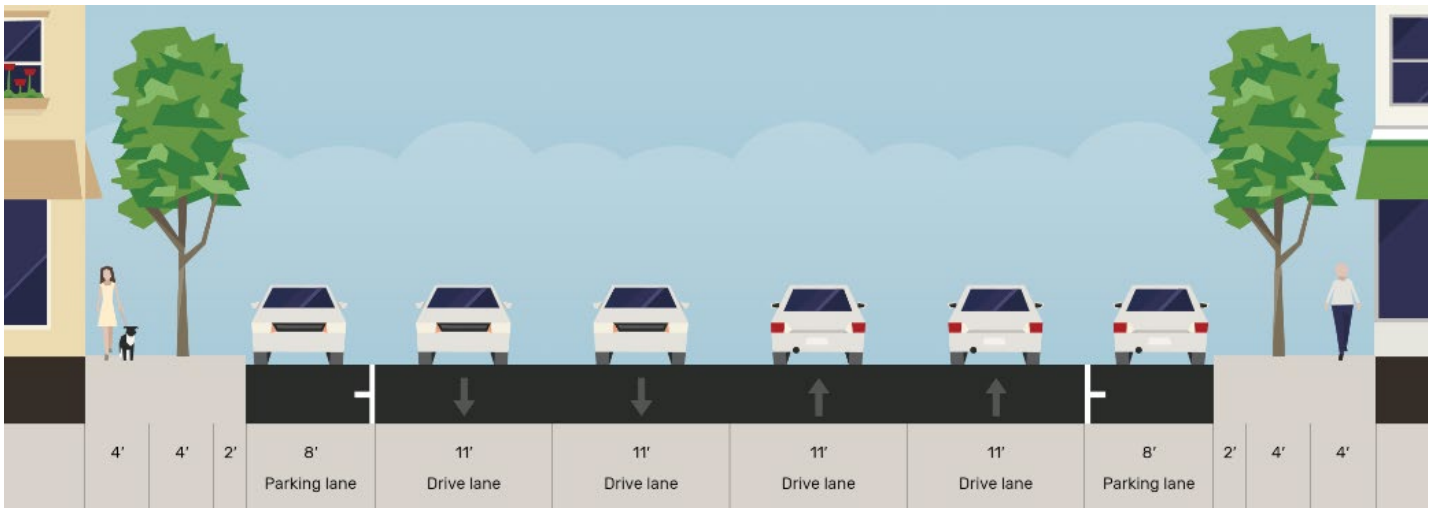 4’ 4’ 2’ 8’ 11’ 11’ 11’ 11’ 8’ 2’ 4’ 4’
Parking lane Drive lane Drive lane Drive lane Drive lane Parking lane